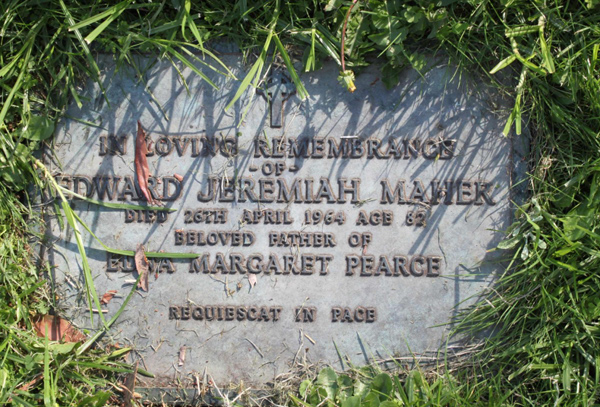 IN LOVING REMEMBRANCE
OF
EDWARD JEREMIAH MAHER
DIED 26TH APRIL 1964 AGE 82
BELOVED FATHER OF
MARGARET PEARCE
REQUIESCAT IN PACE